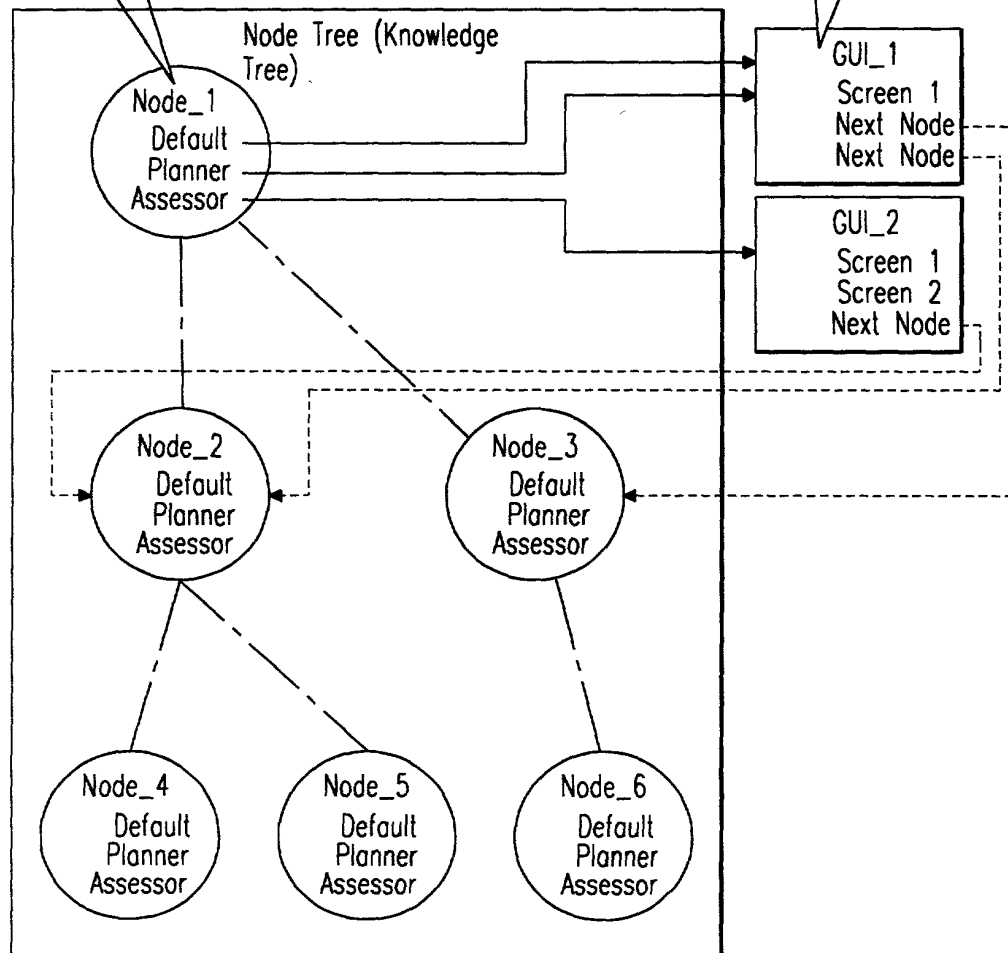 Node Tree (Knowledge
Tree)
Node_1
Default
Planner
Assessor
GUI_1
Screen 1
Next Node
Next Node
GUI_2
Screen 1
Screen 2
Next Node
Node_2
Default
Planner
Assessor
Node_3
Default
Planner
Assessor
Node_4
Default
Planner
Assessor
Node_5
Default
Planner
Assessor
Node_6
Default
Planner
Assessor